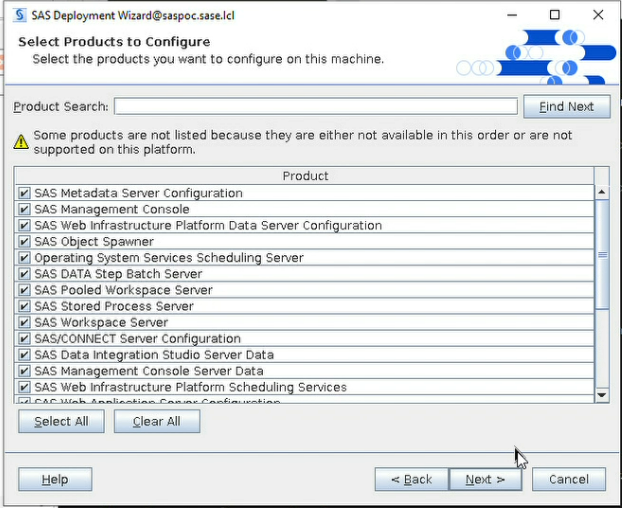 SAS Deployment Wizard@saspoc.sase.lcl
Select Products to Configure
Select the products you want to configure on this machine.
Product Search:
Find Next
Some products are not listed because they are either not available in this order or are not
supported on this platform.
Product
SAS Metadata Server Configuration
SAS Management Console
SAS Web Infrastructure Platform Data Server Configuration
SAS Object Spawner
Operating System Services Scheduling Server
SAS DATA Step Batch Server
SAS Pooled Workspace Server
SAS Stored Process Server
SAS Workspace Server
SAS/CONNECT Server Configuration
SAS Data Integration Studio Server Data
SAS Management Console Server Data
SAS Web Infrastructure Platform Scheduling Services
SAS Web Application Server Configuration
Select All
Clear All
Help
< Back
Next >
Cancel